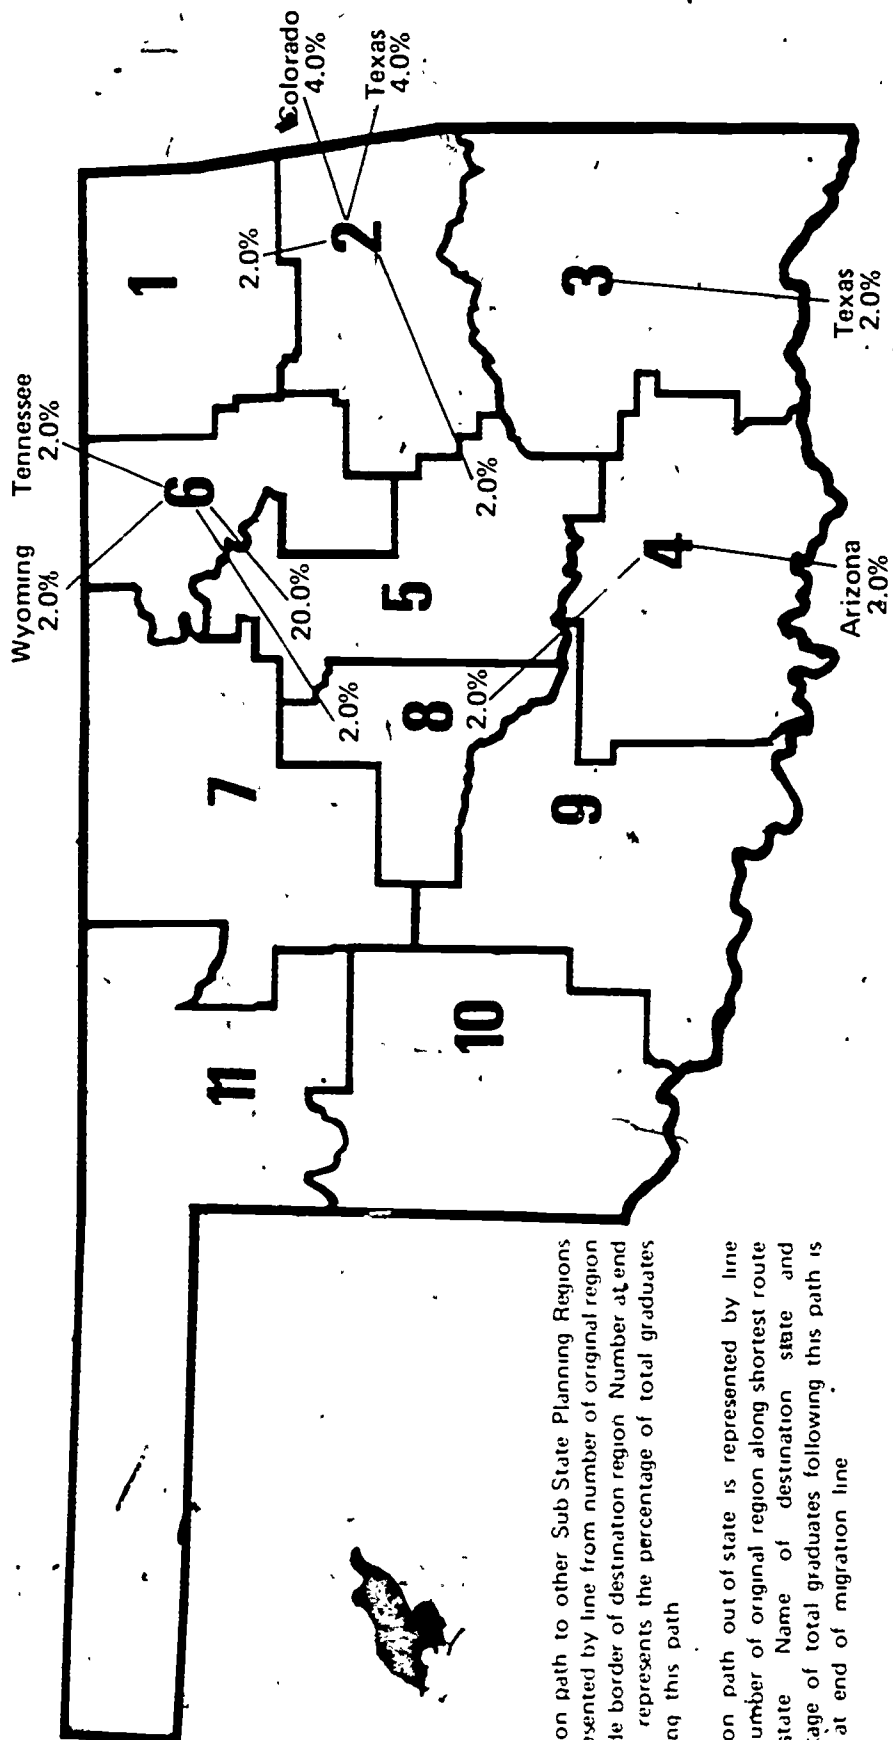 Wyoming
2.0%
Tennessee
2.0%
Colorado
4.0%
Texas
4.0%
1
2.0%
2
6
20.0%
2.0%
2.0%
7
5
8
2.0%
3
4
11
10
9
Texas
2.0%
Arizona
2.0%
on path to other Sub State Planning Regions
sented by line from number of original region
de border of destination region Number at end
represents the percentage of total graduates
ng this path
on path out of state is represented by line
umber of original region along shortest route
state Name of destination state and
age of total graduates following this path is
at end of migration line